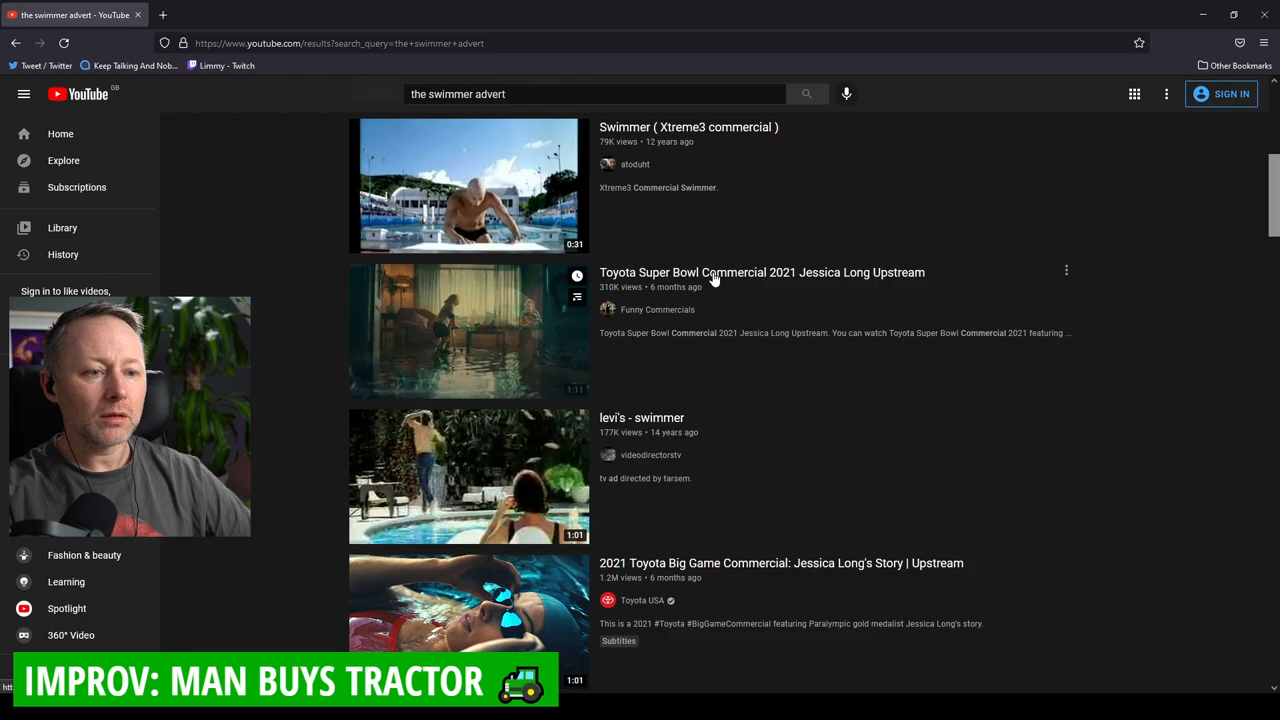 the swimmer advert - YouTube
https://www.youtube.com/results?search_query=the+swimmer+advert
Tweet / Twitter
Keep Talking And Nob...
Limmy - Twitch
Other Bookmarks
YouTube GB
the swimmer advert
SIGN IN
Home
Explore
Subscriptions
Library
History
Sign in to like videos,
Fashion & beauty
Learning
Spotlight
360° Video
Swimmer ( Xtreme3 commercial )
79K views • 12 years ago
atoduht
Xtreme3 Commercial Swimmer.
0:31
Toyota Super Bowl Commercial 2021 Jessica Long Upstream
310K views • 6 months ago
Funny Commercials
Toyota Super Bowl Commercial 2021 Jessica Long Upstream. You can watch Toyota Super Bowl Commercial 2021 featuring ...
1:11
levi's - swimmer
177K views • 14 years ago
videodirectorstv
tv ad directed by tarsem.
1:01
2021 Toyota Big Game Commercial: Jessica Long's Story | Upstream
1.2M views • 6 months ago
Toyota USA
This is a 2021 #Toyota #BigGameCommercial featuring Paralympic gold medalist Jessica Long's story.
Subtitles
1:01
IMPROV: MAN BUYS TRACTOR